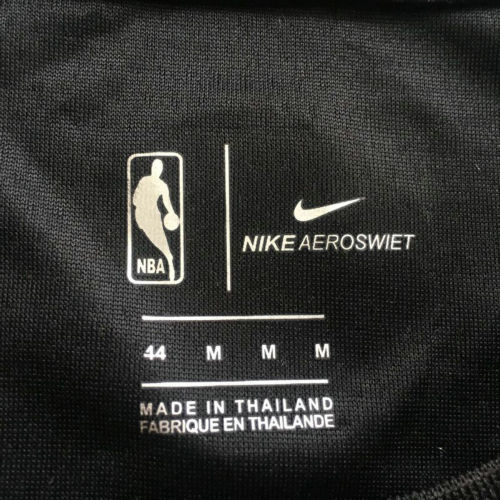 NBA
NIKE AEROSWIET
44 M M M
MADE IN THAILAND
FABRIQUE EN THAILANDE